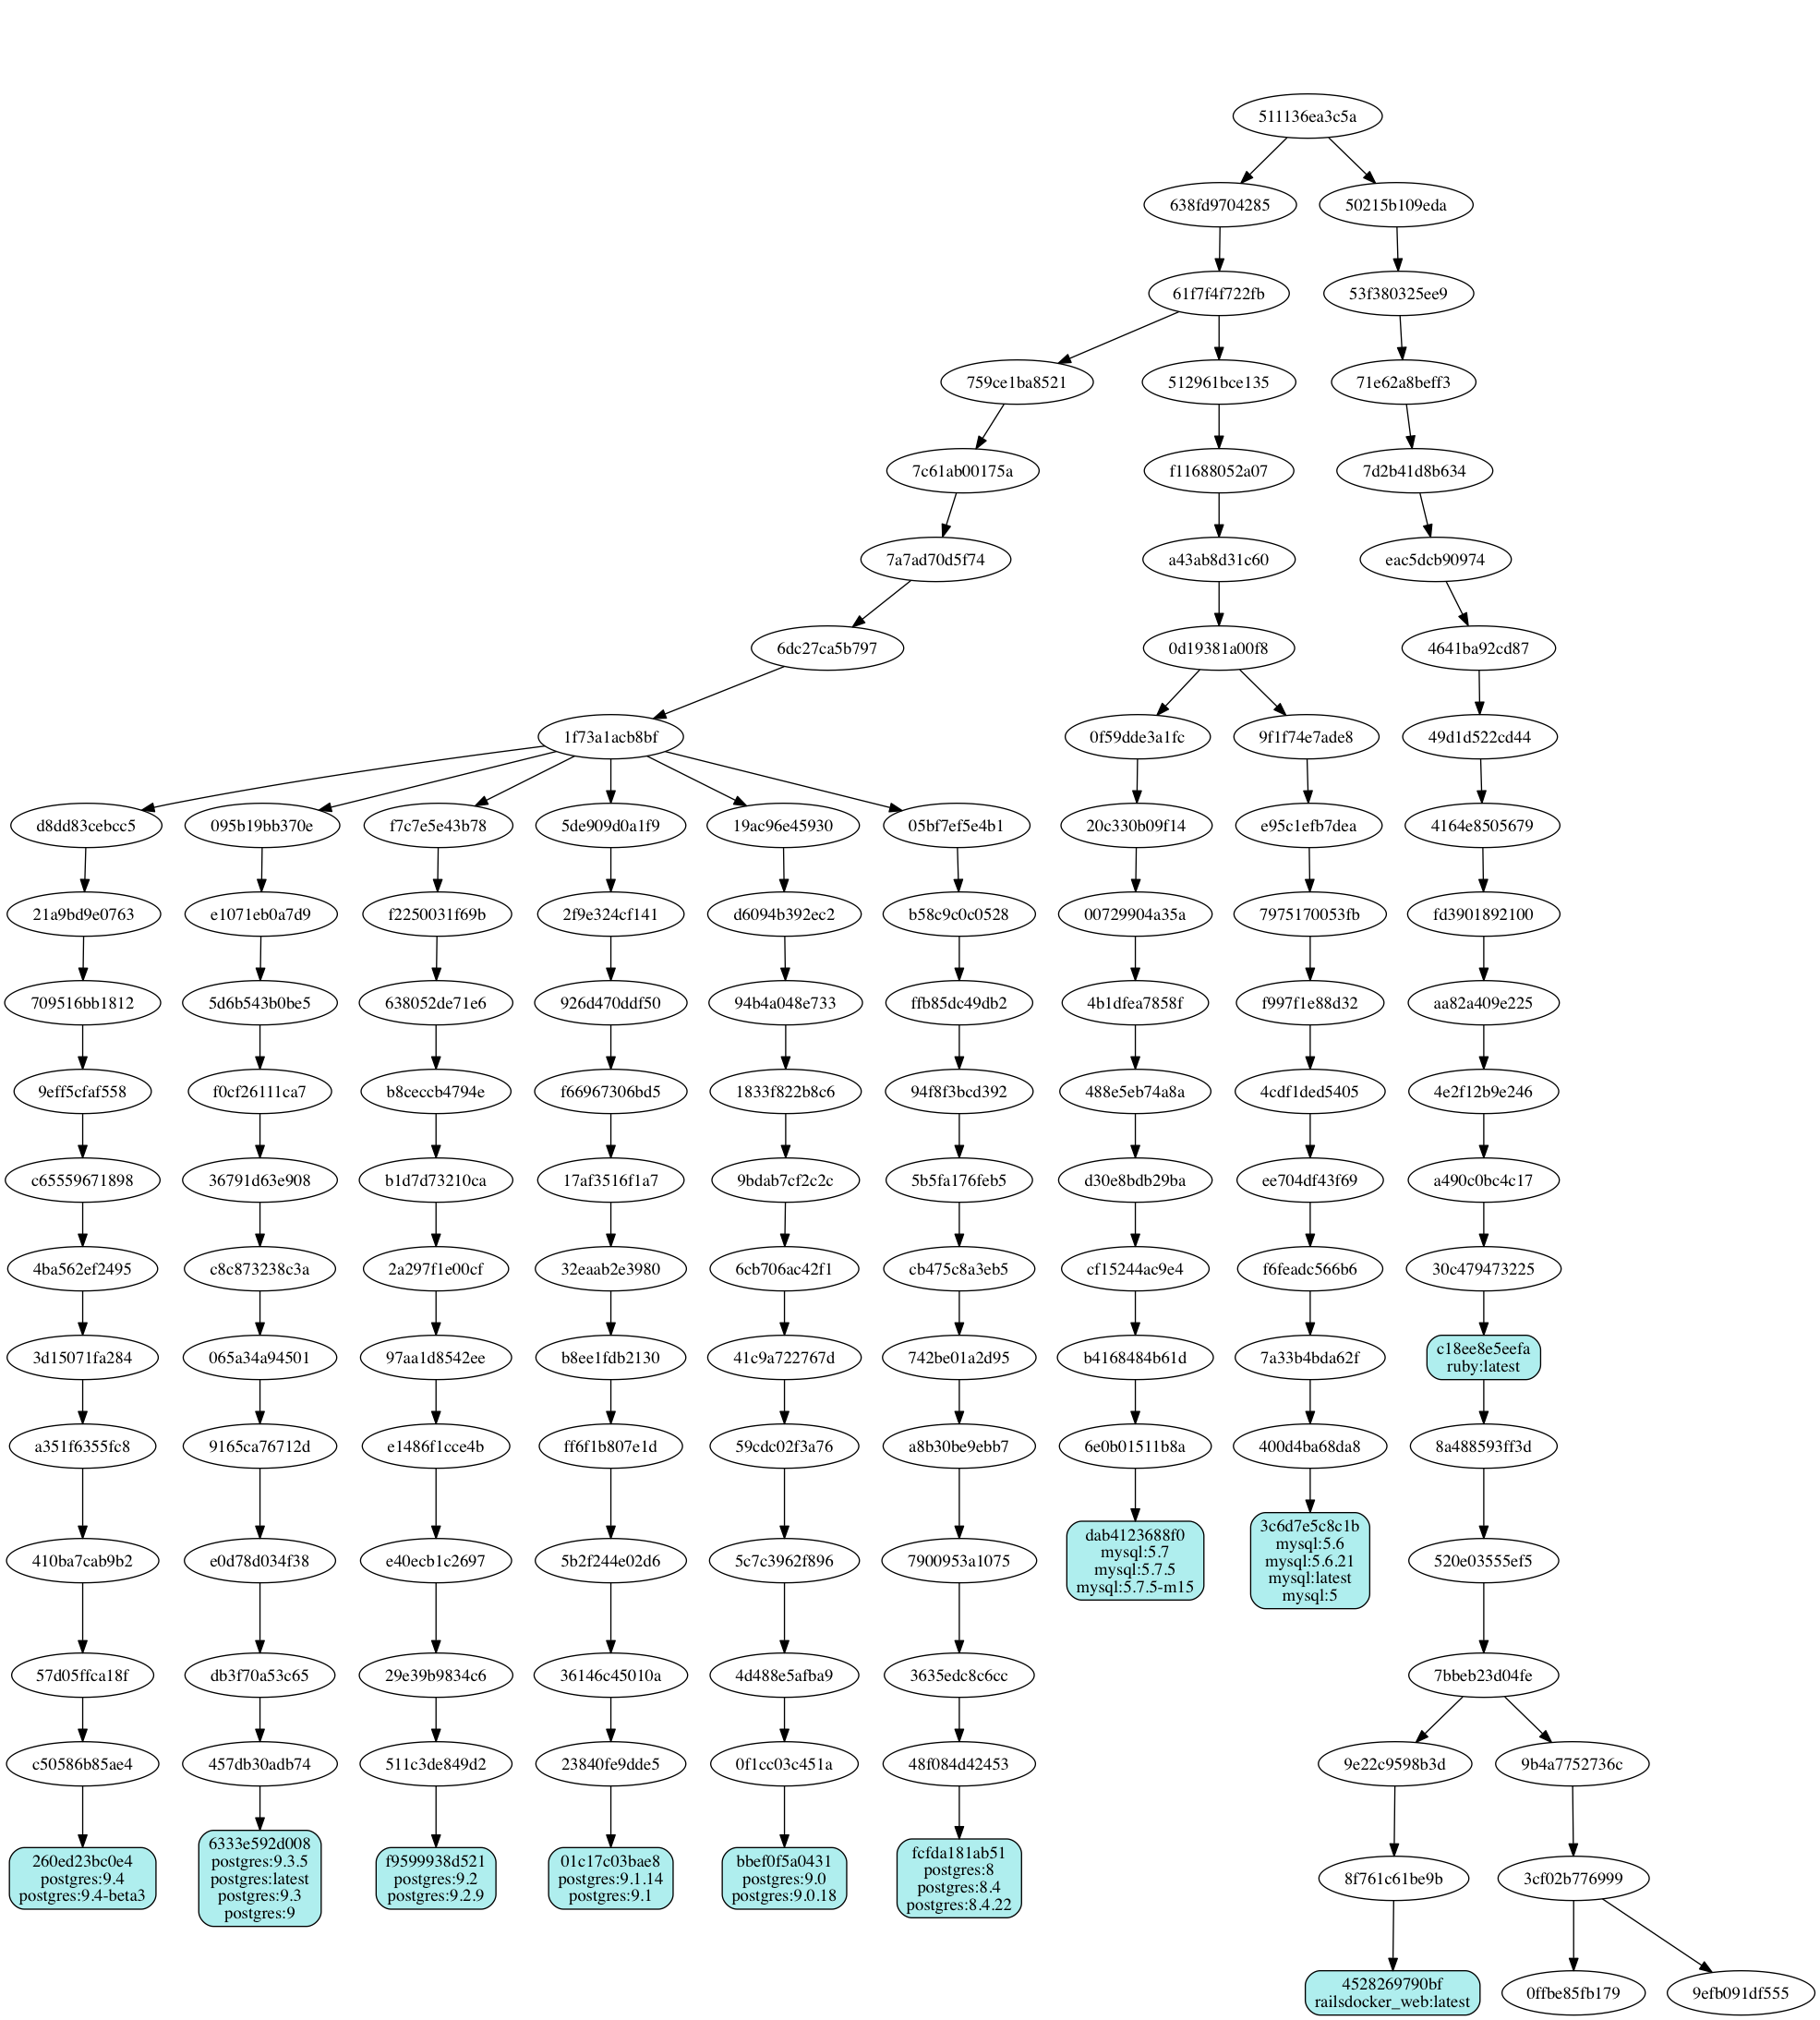 511136ea3c5a
638fd9704285
50215b109eda
61f7f4f722fb
53f380325ee9
759ce1ba8521
512961bce135
71e62a8beff3
7c61ab00175a
f11688052a07
7d2b41d8b634
7a7ad70d5f74
a43ab8d31c60
eac5dcb90974
6dc27ca5b797
0d19381a00f8
4641ba92cd87
1f73a1acb8bf
0f59dde3a1fc
9f1f74e7ade8
49d1d522cd44
d8dd83cebcc5
095b19bb370e
f7c7e5e43b78
5de909d0a1f9
19ac96e45930
05bf7ef5e4b1
20c330b09f14
e95c1efb7dea
4164e8505679
21a9bd9e0763
e1071eb0a7d9
f2250031f69b
2f9e324cf141
d6094b392ec2
b58c9c0c0528
00729904a35a
7975170053fb
fd3901892100
709516bb1812
5d6b543b0be5
638052de71e6
926d470ddf50
94b4a048e733
ffb85dc49db2
4b1dfea7858f
f997f1e88d32
aa82a409e225
9eff5cfaf558
f0cf26111ca7
b8ceccb4794e
f66967306bd5
1833f822b8c6
94f8f3bcd392
488e5eb74a8a
4cdf1ded5405
4e2f12b9e246
c65559671898
36791d63e908
b1d7d73210ca
17af3516f1a7
9bdab7cf2c2c
5b5fa176feb5
d30e8bdb29ba
ee704df43f69
a490c0bc4c17
4ba562ef2495
c8c873238c3a
2a297f1e00cf
32eaab2e3980
6cb706ac42f1
cb475c8a3eb5
cf15244ac9e4
f6feadc566b6
30c479473225
3d15071fa284
065a34a94501
97aa1d8542ee
b8ee1fdb2130
41c9a722767d
742be01a2d95
b4168484b61d
7a33b4bda62f
c18ee8e5eefa
ruby:latest
a351f6355fc8
9165ca76712d
e1486f1cce4b
ff6f1b807e1d
59cdc02f3a76
a8b30be9ebb7
6e0b01511b8a
400d4ba68da8
8a488593ff3d
410ba7cab9b2
e0d78d034f38
e40ecb1c2697
5b2f244e02d6
5c7c3962f896
7900953a1075
dab4123688f0
mysql:5.7
mysql:5.7.5
mysql:5.7.5-m15
3c6d7e5c8c1b
mysql:5.6
mysql:5.6.21
mysql:latest
mysql:5
520e03555ef5
57d05ffca18f
db3f70a53c65
29e39b9834c6
36146c45010a
4d488e5afba9
3635edc8c6cc
7bbeb23d04fe
c50586b85ae4
457db30adb74
511c3de849d2
23840fe9dde5
0f1cc03c451a
48f084d42453
9e22c9598b3d
9b4a7752736c
260ed23bc0e4
postgres:9.4
postgres:9.4-beta3
6333e592d008
postgres:9.3.5
postgres:latest
postgres:9.3
postgres:9
f9599938d521
postgres:9.2
postgres:9.2.9
01c17c03bae8
postgres:9.1.14
postgres:9.1
bbef0f5a0431
postgres:9.0
postgres:9.0.18
fcfda181ab51
postgres:8
postgres:8.4
postgres:8.4.22
8f761c61be9b
3cf02b776999
4528269790bf
railsdocker_web:latest
0ffbe85fb179
9efb091df555